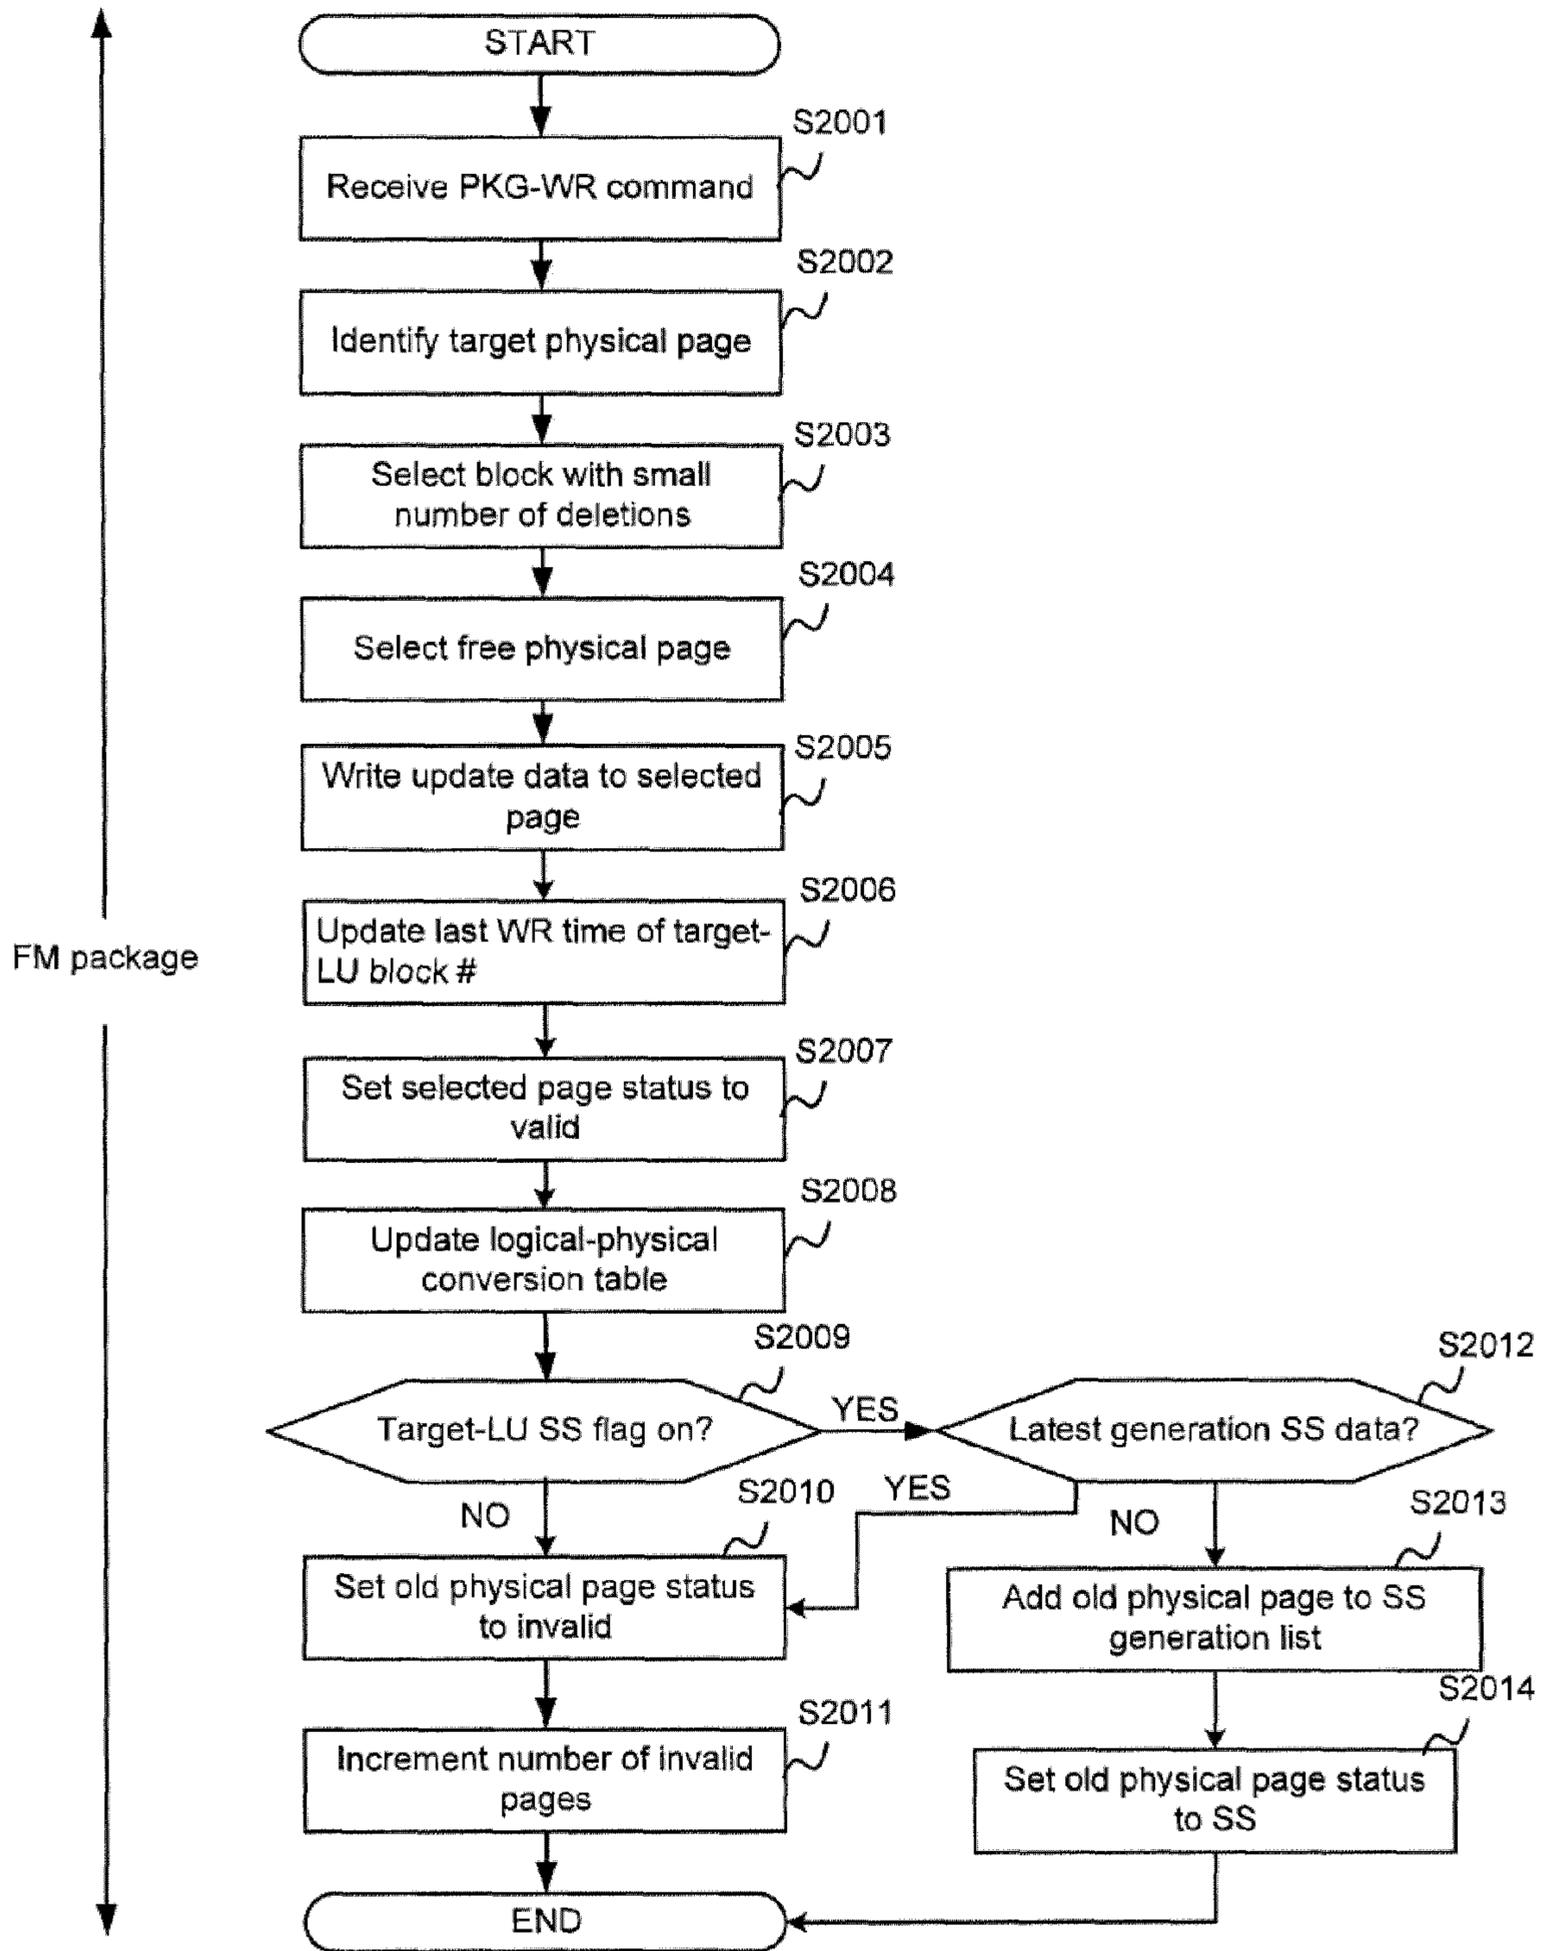 START
S2001
Receive PKG-WR command
S2002
Identify target physical page
S2003
Select block with small
number of deletions
S2004
Select free physical page
S2005
Write update data to selected
page
S2006
Update last WR time of target-
LU block #
FM package
S2007
Set selected page status to
valid
S2008
Update logical-physical
conversion table
S2009
Target-LU SS flag on?
YES
S2012
Latest generation SS data?
NO
YES
S2010
Set old physical page status
to invalid
NO
S2013
Add old physical page to SS
generation list
S2011
Increment number of invalid
pages
S2014
Set old physical page status
to SS
END